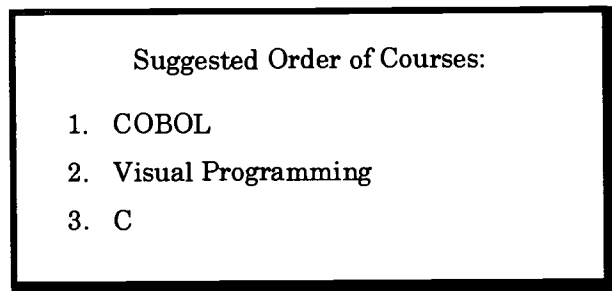 Suggested Order of Courses:
1. COBOL
2. Visual Programming
3. C